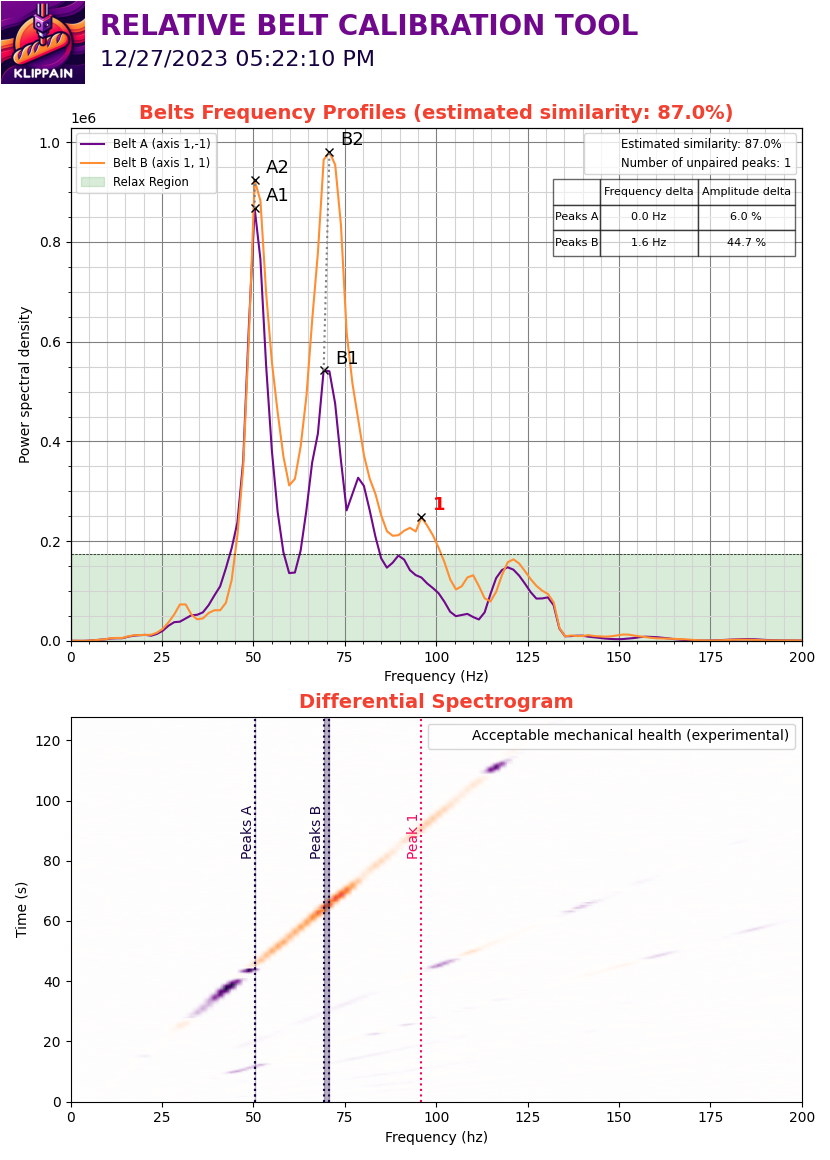 KLIPPAIN
RELATIVE BELT CALIBRATION TOOL
12/27/2023 05:22:10 PM
Belts Frequency Profiles (estimated similarity: 87.0%)
1e6
Belt A (axis 1,-1)
Belt B (axis 1, 1)
Relax Region
Estimated similarity: 87.0%
Number of unpaired peaks: 1
Frequency delta Amplitude delta
Peaks A 0.0 Hz 6.0 %
Peaks B 1.6 Hz 44.7 %
A2
A1
B2
B1
1
Power spectral density
1.0
0.8
0.6
0.4
0.2
0.0
0 25 50 75 100 125 150 175 200
Frequency (Hz)
Differential Spectrogram
Acceptable mechanical health (experimental)
Peaks A
Peaks B
Peak 1
Time (s)
120
100
80
60
40
20
0
0 25 50 75 100 125 150 175 200
Frequency (hz)